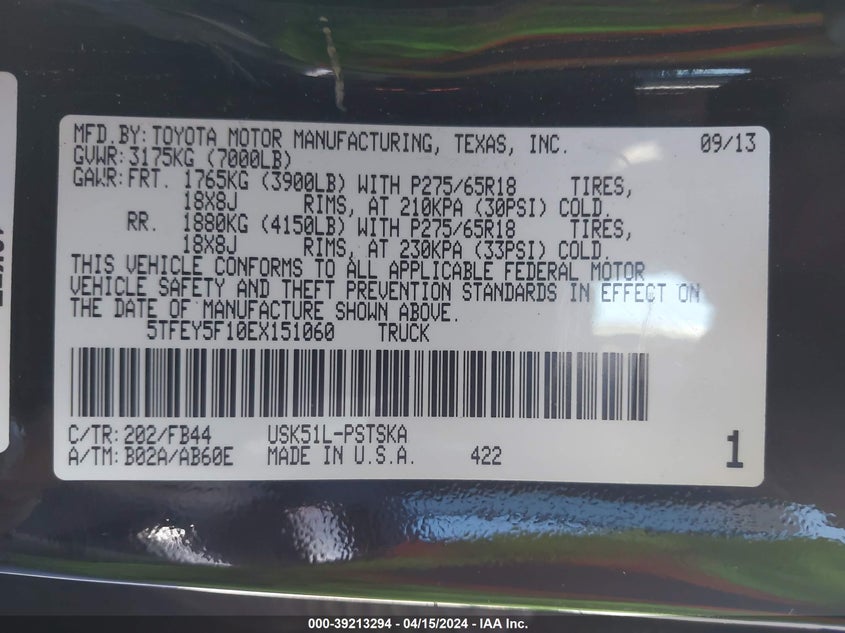 MFD.BY: TOYOTA MOTOR MANUFACTURING, TEXAS, INC. 09/13
GVWR: 3175KG (7000LB)
GAWR: FRT. 1765KG (3900LB) WITH P275/65R18 TIRES,
18X8J RIMS, AT 210KPA (30PSI) COLD.
RR. 1880KG (4150LB) WITH P275/65R18 TIRES,
18X8J RIMS, AT 230KPA (33PSI) COLD.
THIS VEHICLE CONFORMS TO ALL APPLICABLE FEDERAL MOTOR
VEHICLE SAFETY AND THEFT PREVENTION STANDARDS IN EFFECT ON
THE DATE OF MANUFACTURE SHOWN ABOVE.
5TFEY5F10EX151060 TRUCK
C/TR: 202/FB44 USK51L-PSTSKA
A/TM: B02A/AB60E MADE IN U.S.A. 422 1
000-39213294 - 04/15/2024 - IAA Inc.